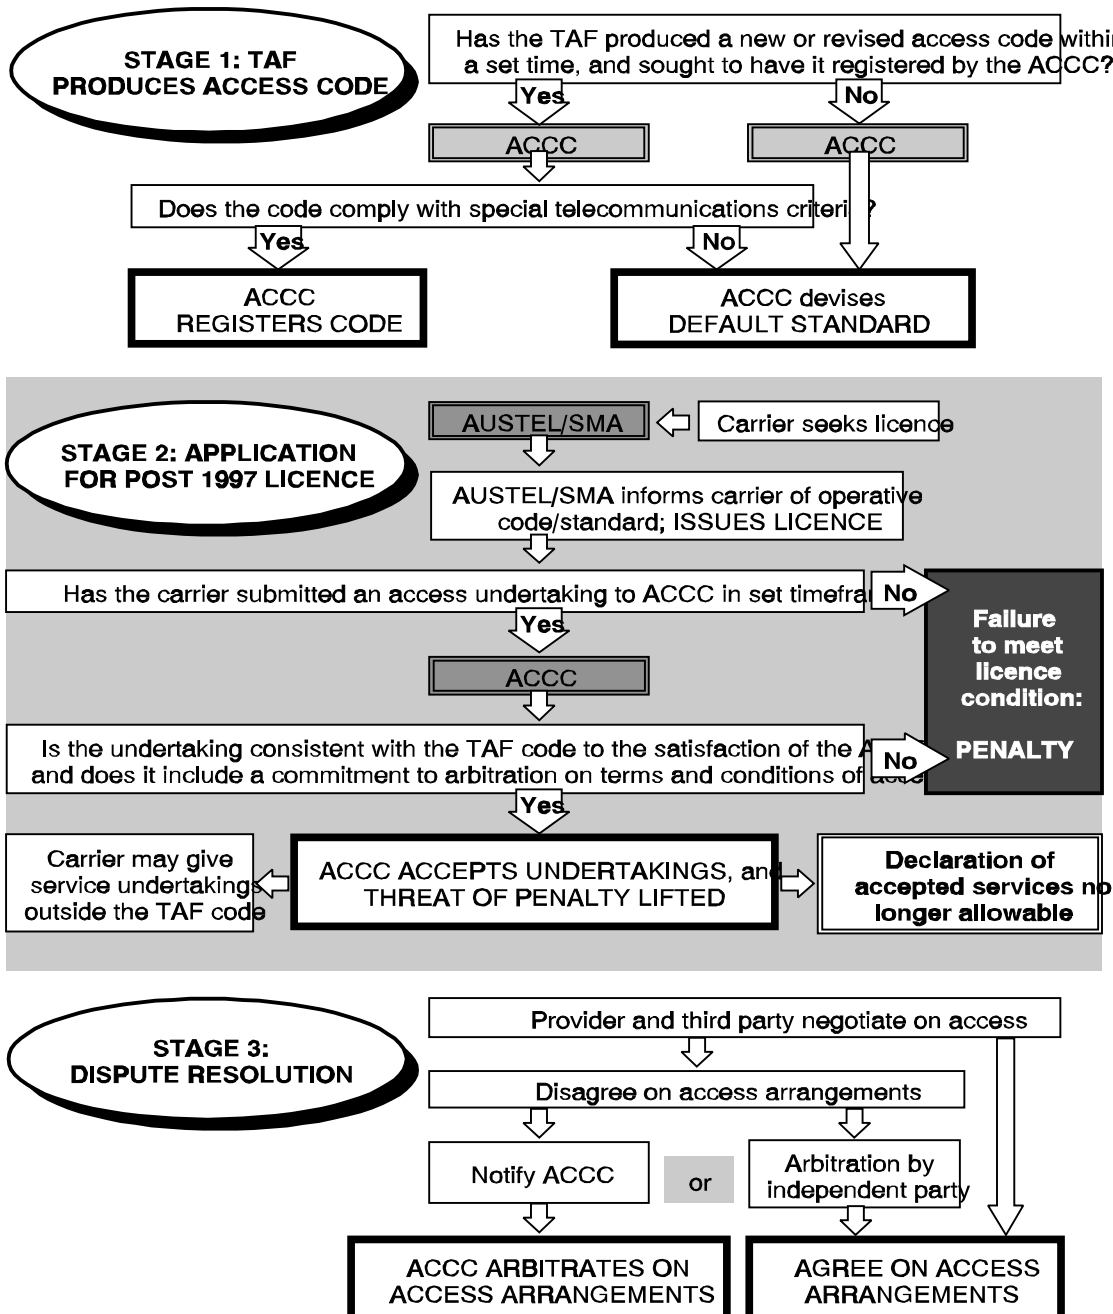 STAGE 1: TAF
PRODUCES ACCESS CODE
Has the TAF produced a new or revised access code within
a set time, and sought to have it registered by the ACCC?
Yes
No
ACCC
ACCC
Does the code comply with special telecommunications criteria?
Yes
No
ACCC
REGISTERS CODE
ACCC devises
DEFAULT STANDARD
STAGE 2: APPLICATION
FOR POST 1997 LICENCE
AUSTEL/SMA
Carrier seeks licence
AUSTEL/SMA informs carrier of operative
code/standard; ISSUES LICENCE
Has the carrier submitted an access undertaking to ACCC in set
No
Yes
Failure
to meet
licence
condition:
PENALTY
ACCC
Is the undertaking consistent with the TAF code to the satisfaction of the
and does it include a commitment to arbitration on terms and conditions of
No
Yes
Carrier may give
service undertakings
outside the TAF code
ACCC ACCEPTS UNDERTAKINGS, and
THREAT OF PENALTY LIFTED
Declaration of
accepted services no
longer allowable
STAGE 3:
DISPUTE RESOLUTION
Provider and third party negotiate on access
Disagree on access arrangements
Notify ACCC
or
Arbitration by
independent party
ACCC ARBITRATES ON
ACCESS ARRANGEMENTS
AGREE ON ACCESS
ARRANGEMENTS